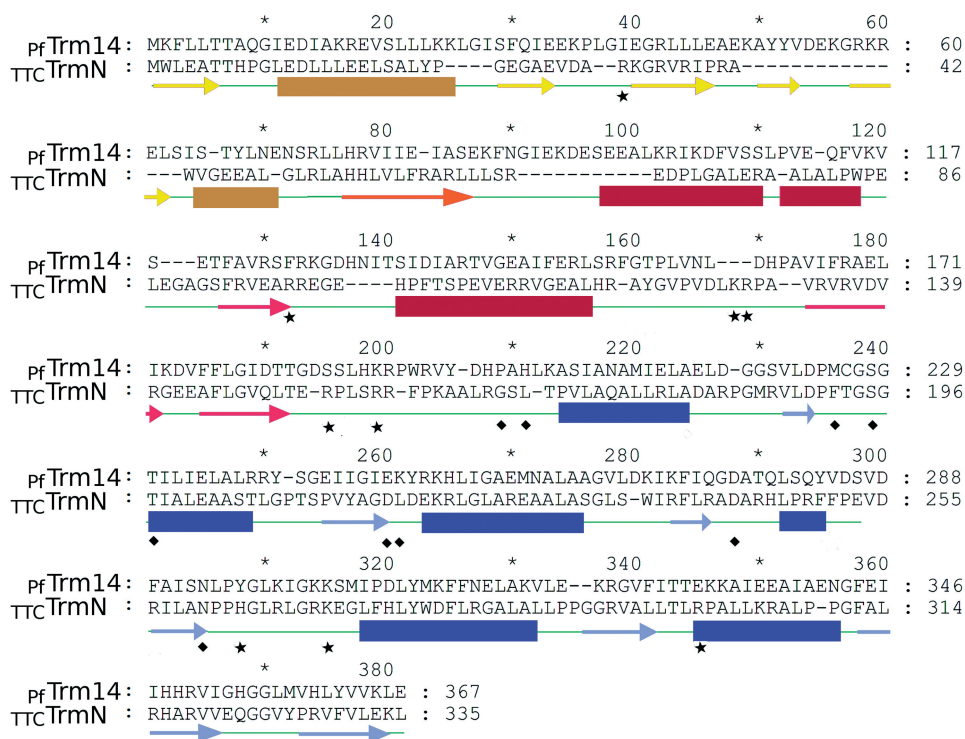 * 20 * 40 * 60
PfTrm14: MKFLLTTAQGIEDIAKREVSLLLKKLGISFQIEEKPLGIEGRLLLEAEKAYYVDEKGRKR : 60
TTCTrmN: MWLEATTHPGLEDLLLEELSALYP----GEGAEVDA--RKGRVRIPRA------------ : 42
* 80 * 100 * 120
PfTrm14: ELSIS-TYLNENSRLLHRVIIE-IASEKFNGIEKDESEEALKRIKDFVSSLPVE-QFVKV : 117
TTCTrmN: ---WVGEEAL-GLRLAHHLVLFRARLLLSR-----------EDPLGALERA-ALALPWPE : 86
* 140 * 160 * 180
PfTrm14: S---ETFAVRSFRKGDHNITSIDIARTVGEAIFERLSRFGTPLVNL---DHPAVIFRAEL : 171
TTCTrmN: LEGAGSFRVEARREGE----HPFTSPEVERRVGEALHR-AYGVPVDLKRPA--VRVRVDV : 139
* 200 * 220 * 240
PfTrm14: IKDVFFLGIDTTGDSSLHKR-PWRVYDHPAHLKASIANAMIELAELD-GGSVLDPMCGSG : 229
TTCTrmN: RGEEAFLGVQLTE-RPLSRR-FPKAALRGSL-TPVLAQALLRLADARPGMRVLDPFTGSG : 196
* 260 * 280 * 300
PfTrm14: TILIELALRRY-SGEIIGIEKYRKHLIGAEMNALAAGVLDKIKFIQGDATQLSQYVDSVD : 288
TTCTrmN: TIALEAASTLGPTSPVYAGDLDEKRLGLAREAALASGLS-WIRFLRADARHLPRFFPEVD : 255
* 320 * 340 * 360
PfTrm14: FAISNLPYGLKIGKKSMIPDLYMKFFNELAKVLE--KRGVFITTEKKAIEEAIAENGFEI : 346
TTCTrmN: RILANPPHGLRLGRKEGLFHLYWDFLRGALALLPPGGRVALLTLRPALLKRALP-PGFAL : 314
* 380
PfTrm14: IHHRVIGHGGLMVHLYVVKLE : 367
TTCTrmN: RHARVVEQGGVYPRVFVLEKL : 335